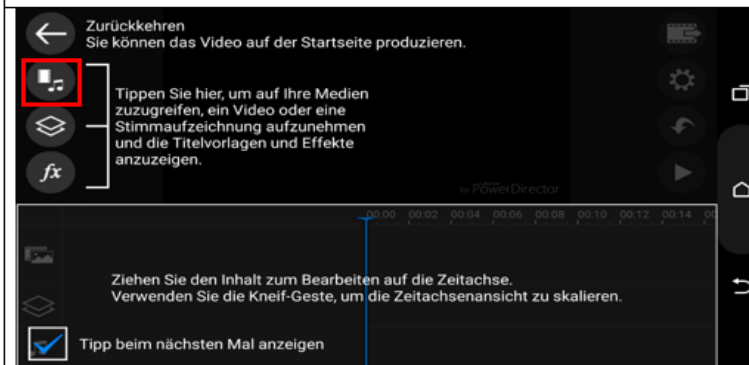 Zurückkehren
Sie können das Video auf der Startseite produzieren.
Tippen Sie hier, um auf Ihre Medien
zuzugreifen, ein Video oder eine
Stimmaufzeichnung aufzunehmen
und die Titelvorlagen und Effekte
anzuzeigen.
fx
by PowerDirector
00:00 00:02 00:04 00:06 00:08 00:10 00:12 00:14 00
Ziehen Sie den Inhalt zum Bearbeiten auf die Zeitachse.
Verwenden Sie die Kneif-Geste, um die Zeitachsenansicht zu skalieren.
Tipp beim nächsten Mal anzeigen